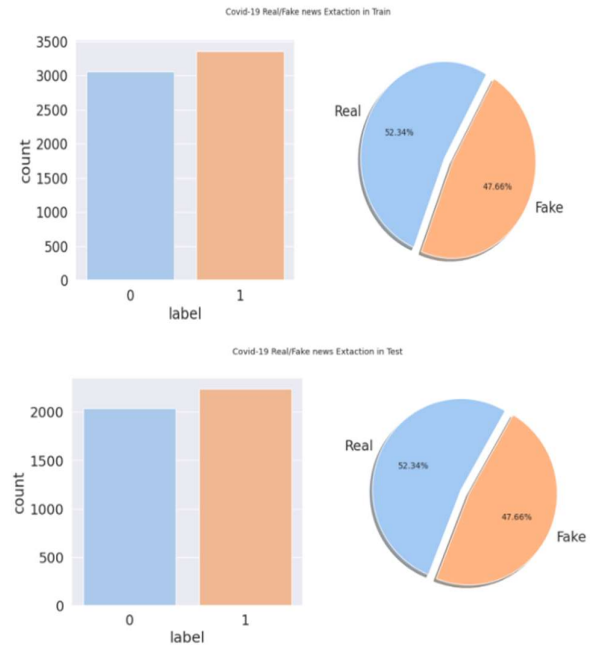 Covid-19 Real/Fake news Extaction in Train
3500
3000
2500
2000
1500
1000
500
0
count
0 1
label
Real
52.34%
47.66%
Fake
Covid-19 Real/Fake news Extaction in Test
2000
1500
1000
500
0
count
0 1
label
Real
52.34%
47.66%
Fake